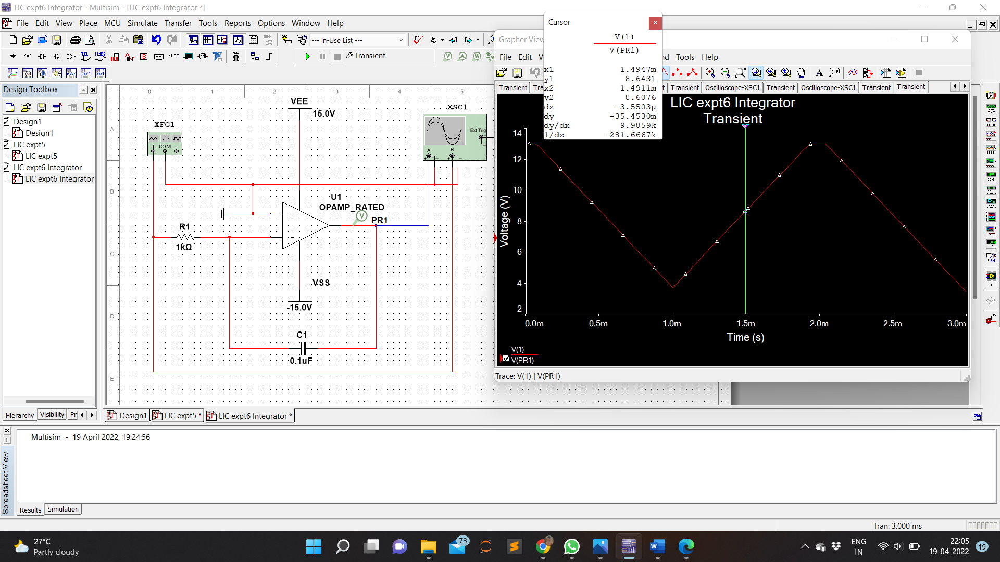 LIC expt6 Integrator - Multisim - [LIC expt6 Integrator *]
File Edit View Place MCU Simulate Transfer Tools Reports Options Window Help
--- In-Use List ---
MISC
Transient
Design Toolbox
Design1
Design1
LIC expt5
LIC expt5
LIC expt6 Integrator
LIC expt6 Integrator
Hierarchy Visibility Pr
0 1 2 3 4 5
A
B
C
D
E
XFG1
COM
VEE
15.0V
XSC1
Ext Trig
A B
U1
OPAMP_RATED
V
PR1
R1
1kΩ
VSS
-15.0V
C1
0.1uF
Design1 LIC expt5 * LIC expt6 Integrator *
Cursor
V(1)
V(PR1)
x1 1.4947m
y1 8.6431
x2 1.4911m
y2 8.6076
dx -3.5503µ
dy -35.4530m
dy/dx 9.9859k
1/dx -281.6667k
Grapher View
File Edit V nd Tools Help
Transient Tra t Transient Oscilloscope-XSC1 Transient Oscilloscope-XSC1 Transient Transient
LIC expt6 Integrator
Transient
Voltage (V)
14
12
10
8
6
4
2
0.0m 0.5m 1.0m 1.5m 2.0m 2.5m 3.0m
Time (s)
V(1)
V(PR1)
Trace: V(1) | V(PR1)
Spreadsheet View
Multisim - 19 April 2022, 19:24:56
Results Simulation
Tran: 3.000 ms
27°C
Partly cloudy
73
ENG
IN
22:05
19-04-2022
19